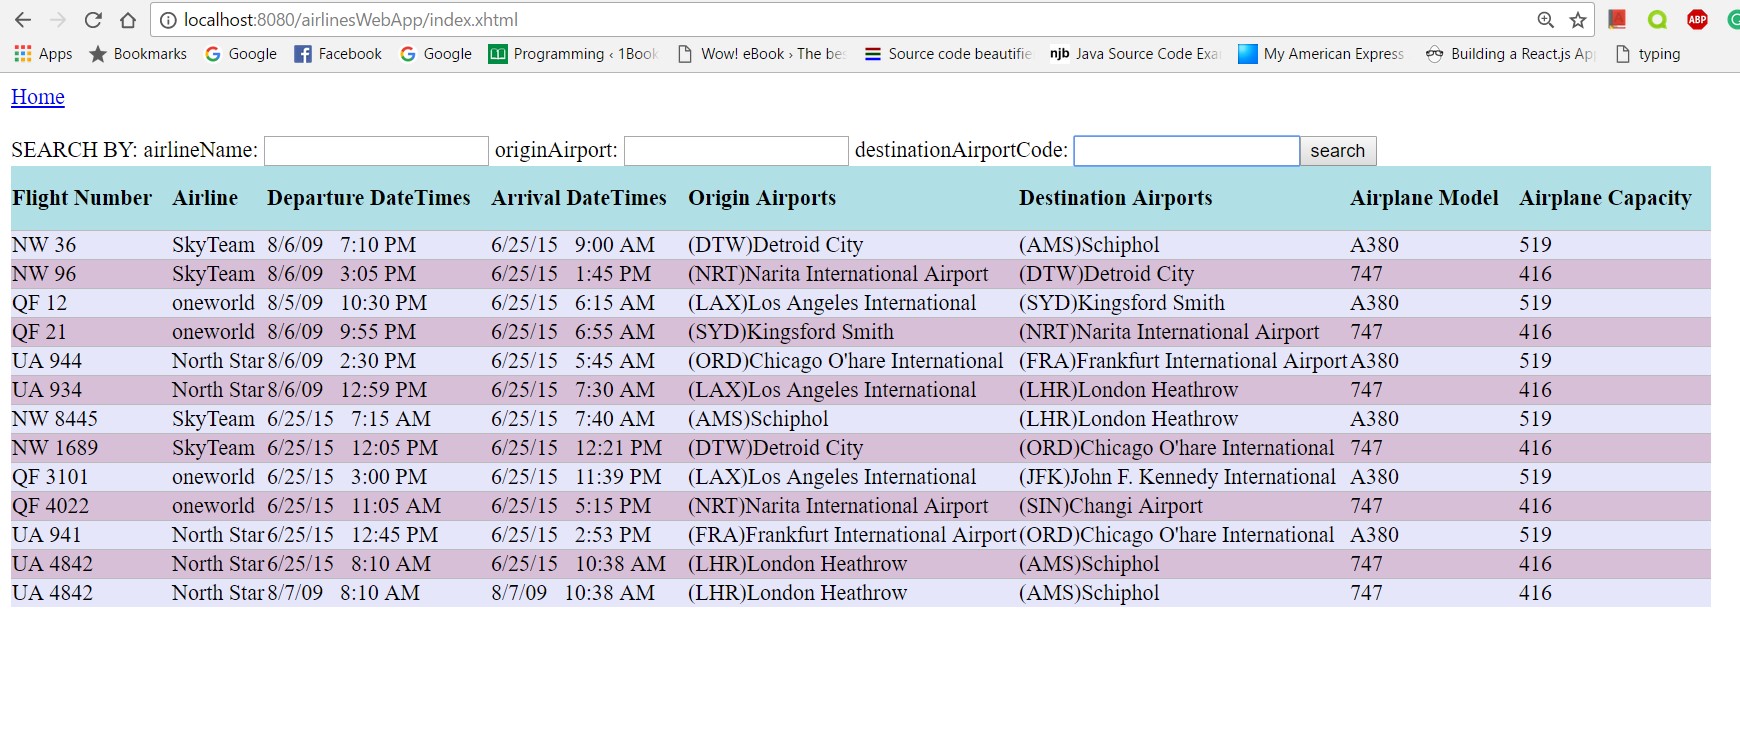 localhost:8080/airlinesWebApp/index.xhtml ABP
Apps Bookmarks Google Facebook Google Programming ‹ 1Book Wow! eBook › The be Source code beautifie njb Java Source Code Exa My American Express Building a React.js Ap typing
Home
SEARCH BY: airlineName: originAirport: destinationAirportCode: search
Flight Number Airline Departure DateTimes Arrival DateTimes Origin Airports Destination Airports Airplane Model Airplane Capacity
NW 36 SkyTeam 8/6/09 7:10 PM 6/25/15 9:00 AM (DTW)Detroid City (AMS)Schiphol A380 519
NW 96 SkyTeam 8/6/09 3:05 PM 6/25/15 1:45 PM (NRT)Narita International Airport (DTW)Detroid City 747 416
QF 12 oneworld 8/5/09 10:30 PM 6/25/15 6:15 AM (LAX)Los Angeles International (SYD)Kingsford Smith A380 519
QF 21 oneworld 8/6/09 9:55 PM 6/25/15 6:55 AM (SYD)Kingsford Smith (NRT)Narita International Airport 747 416
UA 944 North Star 8/6/09 2:30 PM 6/25/15 5:45 AM (ORD)Chicago O'hare International (FRA)Frankfurt International Airport A380 519
UA 934 North Star 8/6/09 12:59 PM 6/25/15 7:30 AM (LAX)Los Angeles International (LHR)London Heathrow 747 416
NW 8445 SkyTeam 6/25/15 7:15 AM 6/25/15 7:40 AM (AMS)Schiphol (LHR)London Heathrow A380 519
NW 1689 SkyTeam 6/25/15 12:05 PM 6/25/15 12:21 PM (DTW)Detroid City (ORD)Chicago O'hare International 747 416
QF 3101 oneworld 6/25/15 3:00 PM 6/25/15 11:39 PM (LAX)Los Angeles International (JFK)John F. Kennedy International A380 519
QF 4022 oneworld 6/25/15 11:05 AM 6/25/15 5:15 PM (NRT)Narita International Airport (SIN)Changi Airport 747 416
UA 941 North Star 6/25/15 12:45 PM 6/25/15 2:53 PM (FRA)Frankfurt International Airport (ORD)Chicago O'hare International A380 519
UA 4842 North Star 6/25/15 8:10 AM 6/25/15 10:38 AM (LHR)London Heathrow (AMS)Schiphol 747 416
UA 4842 North Star 8/7/09 8:10 AM 8/7/09 10:38 AM (LHR)London Heathrow (AMS)Schiphol 747 416